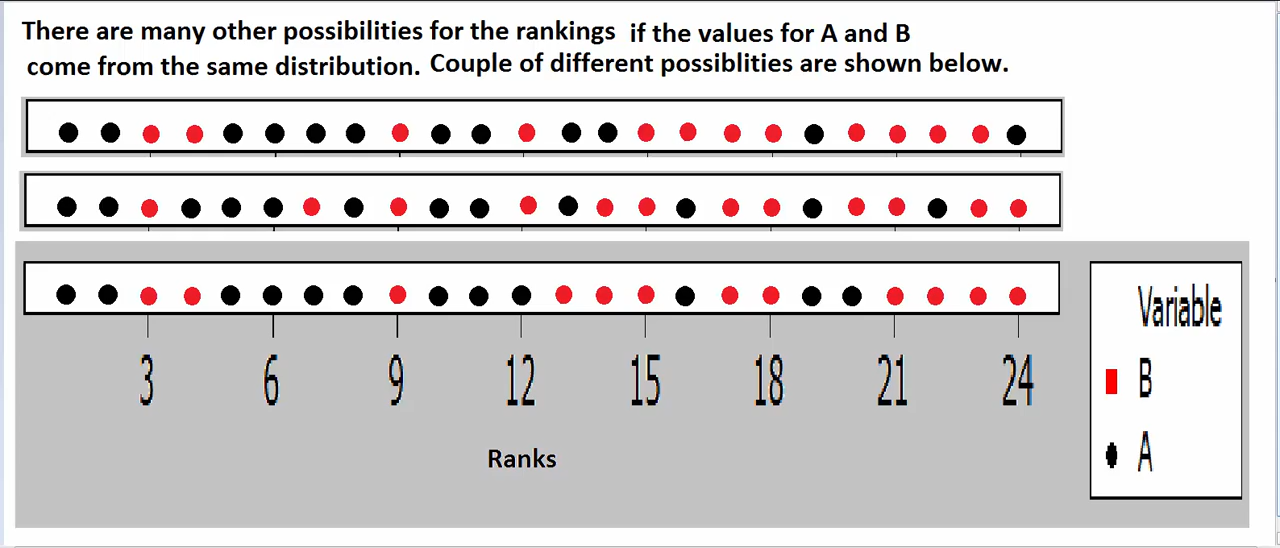 There are many other possibilities for the rankings if the values for A and B
come from the same distribution. Couple of different possiblities are shown below.
3 6 9 12 15 18 21 24
Ranks
Variable
B
A